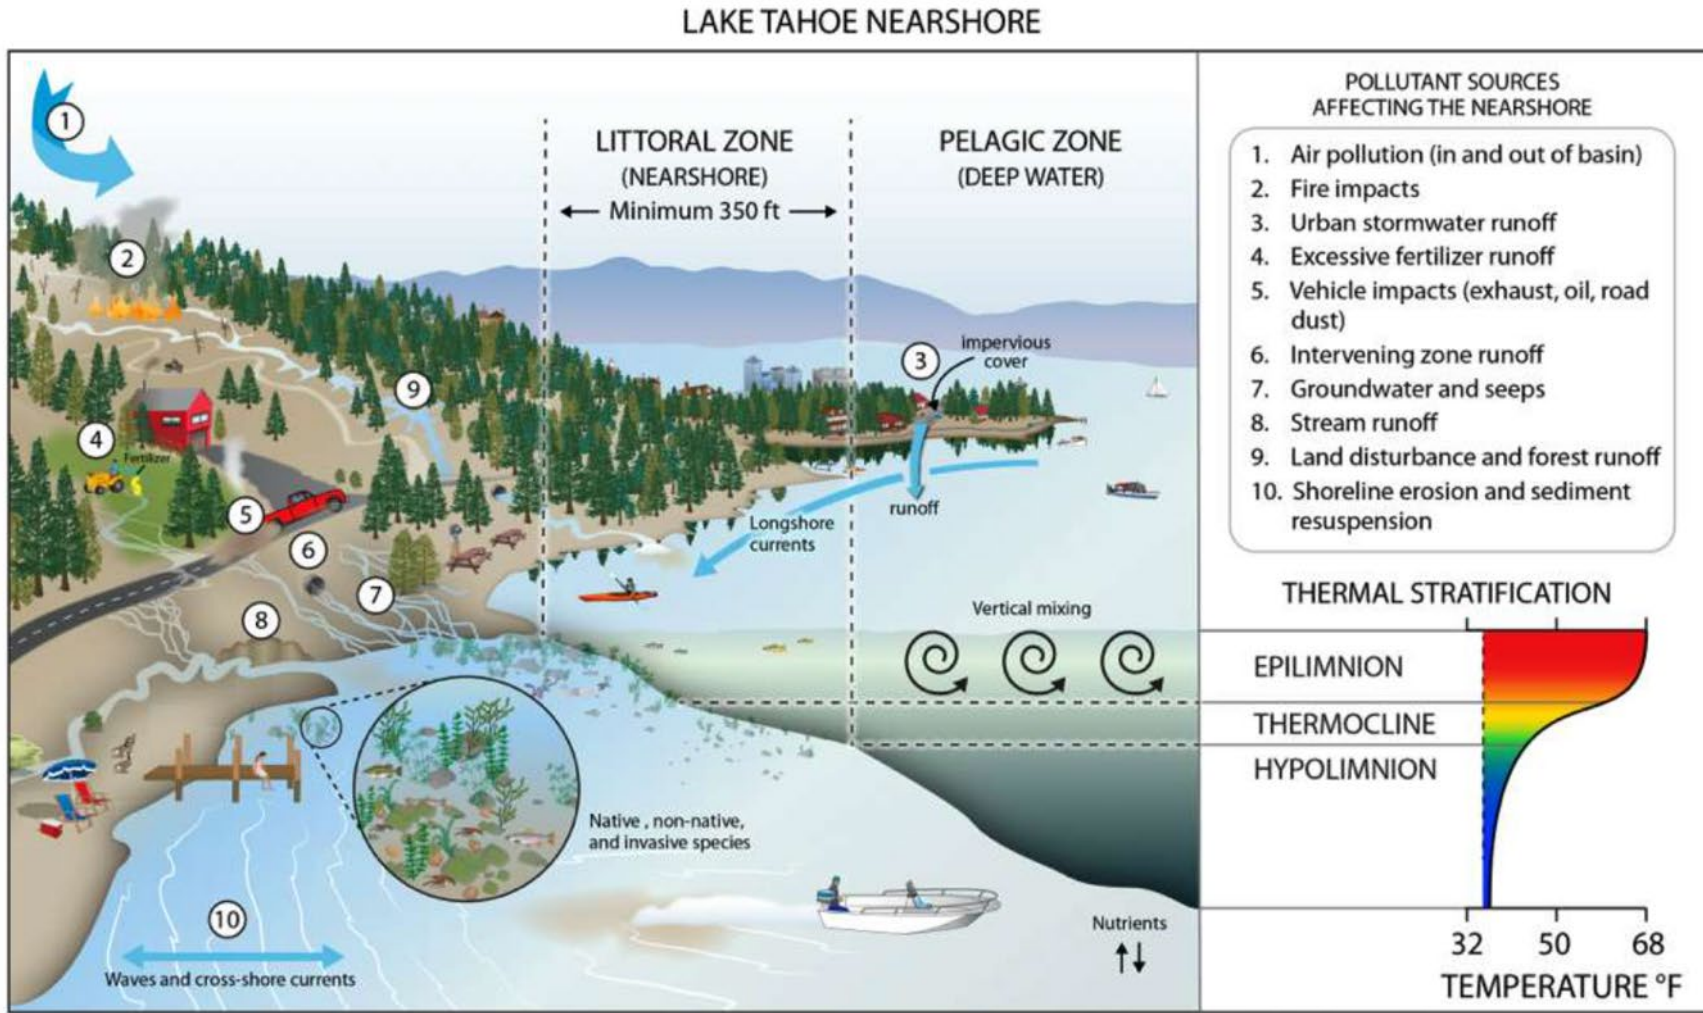 LAKE TAHOE NEARSHORE
1
2
3
4
5
6
7
8
9
10
LITTORAL ZONE
(NEARSHORE)
Minimum 350 ft
PELAGIC ZONE
(DEEP WATER)
impervious
cover
Fertilizer
runoff
Longshore
currents
Vertical mixing
Native , non-native,
and invasive species
Nutrients
Waves and cross-shore currents
POLLUTANT SOURCES
AFFECTING THE NEARSHORE
1. Air pollution (in and out of basin)
2. Fire impacts
3. Urban stormwater runoff
4. Excessive fertilizer runoff
5. Vehicle impacts (exhaust, oil, road
dust)
6. Intervening zone runoff
7. Groundwater and seeps
8. Stream runoff
9. Land disturbance and forest runoff
10. Shoreline erosion and sediment
resuspension
THERMAL STRATIFICATION
EPILIMNION
THERMOCLINE
HYPOLIMNION
32 50 68
TEMPERATURE °F